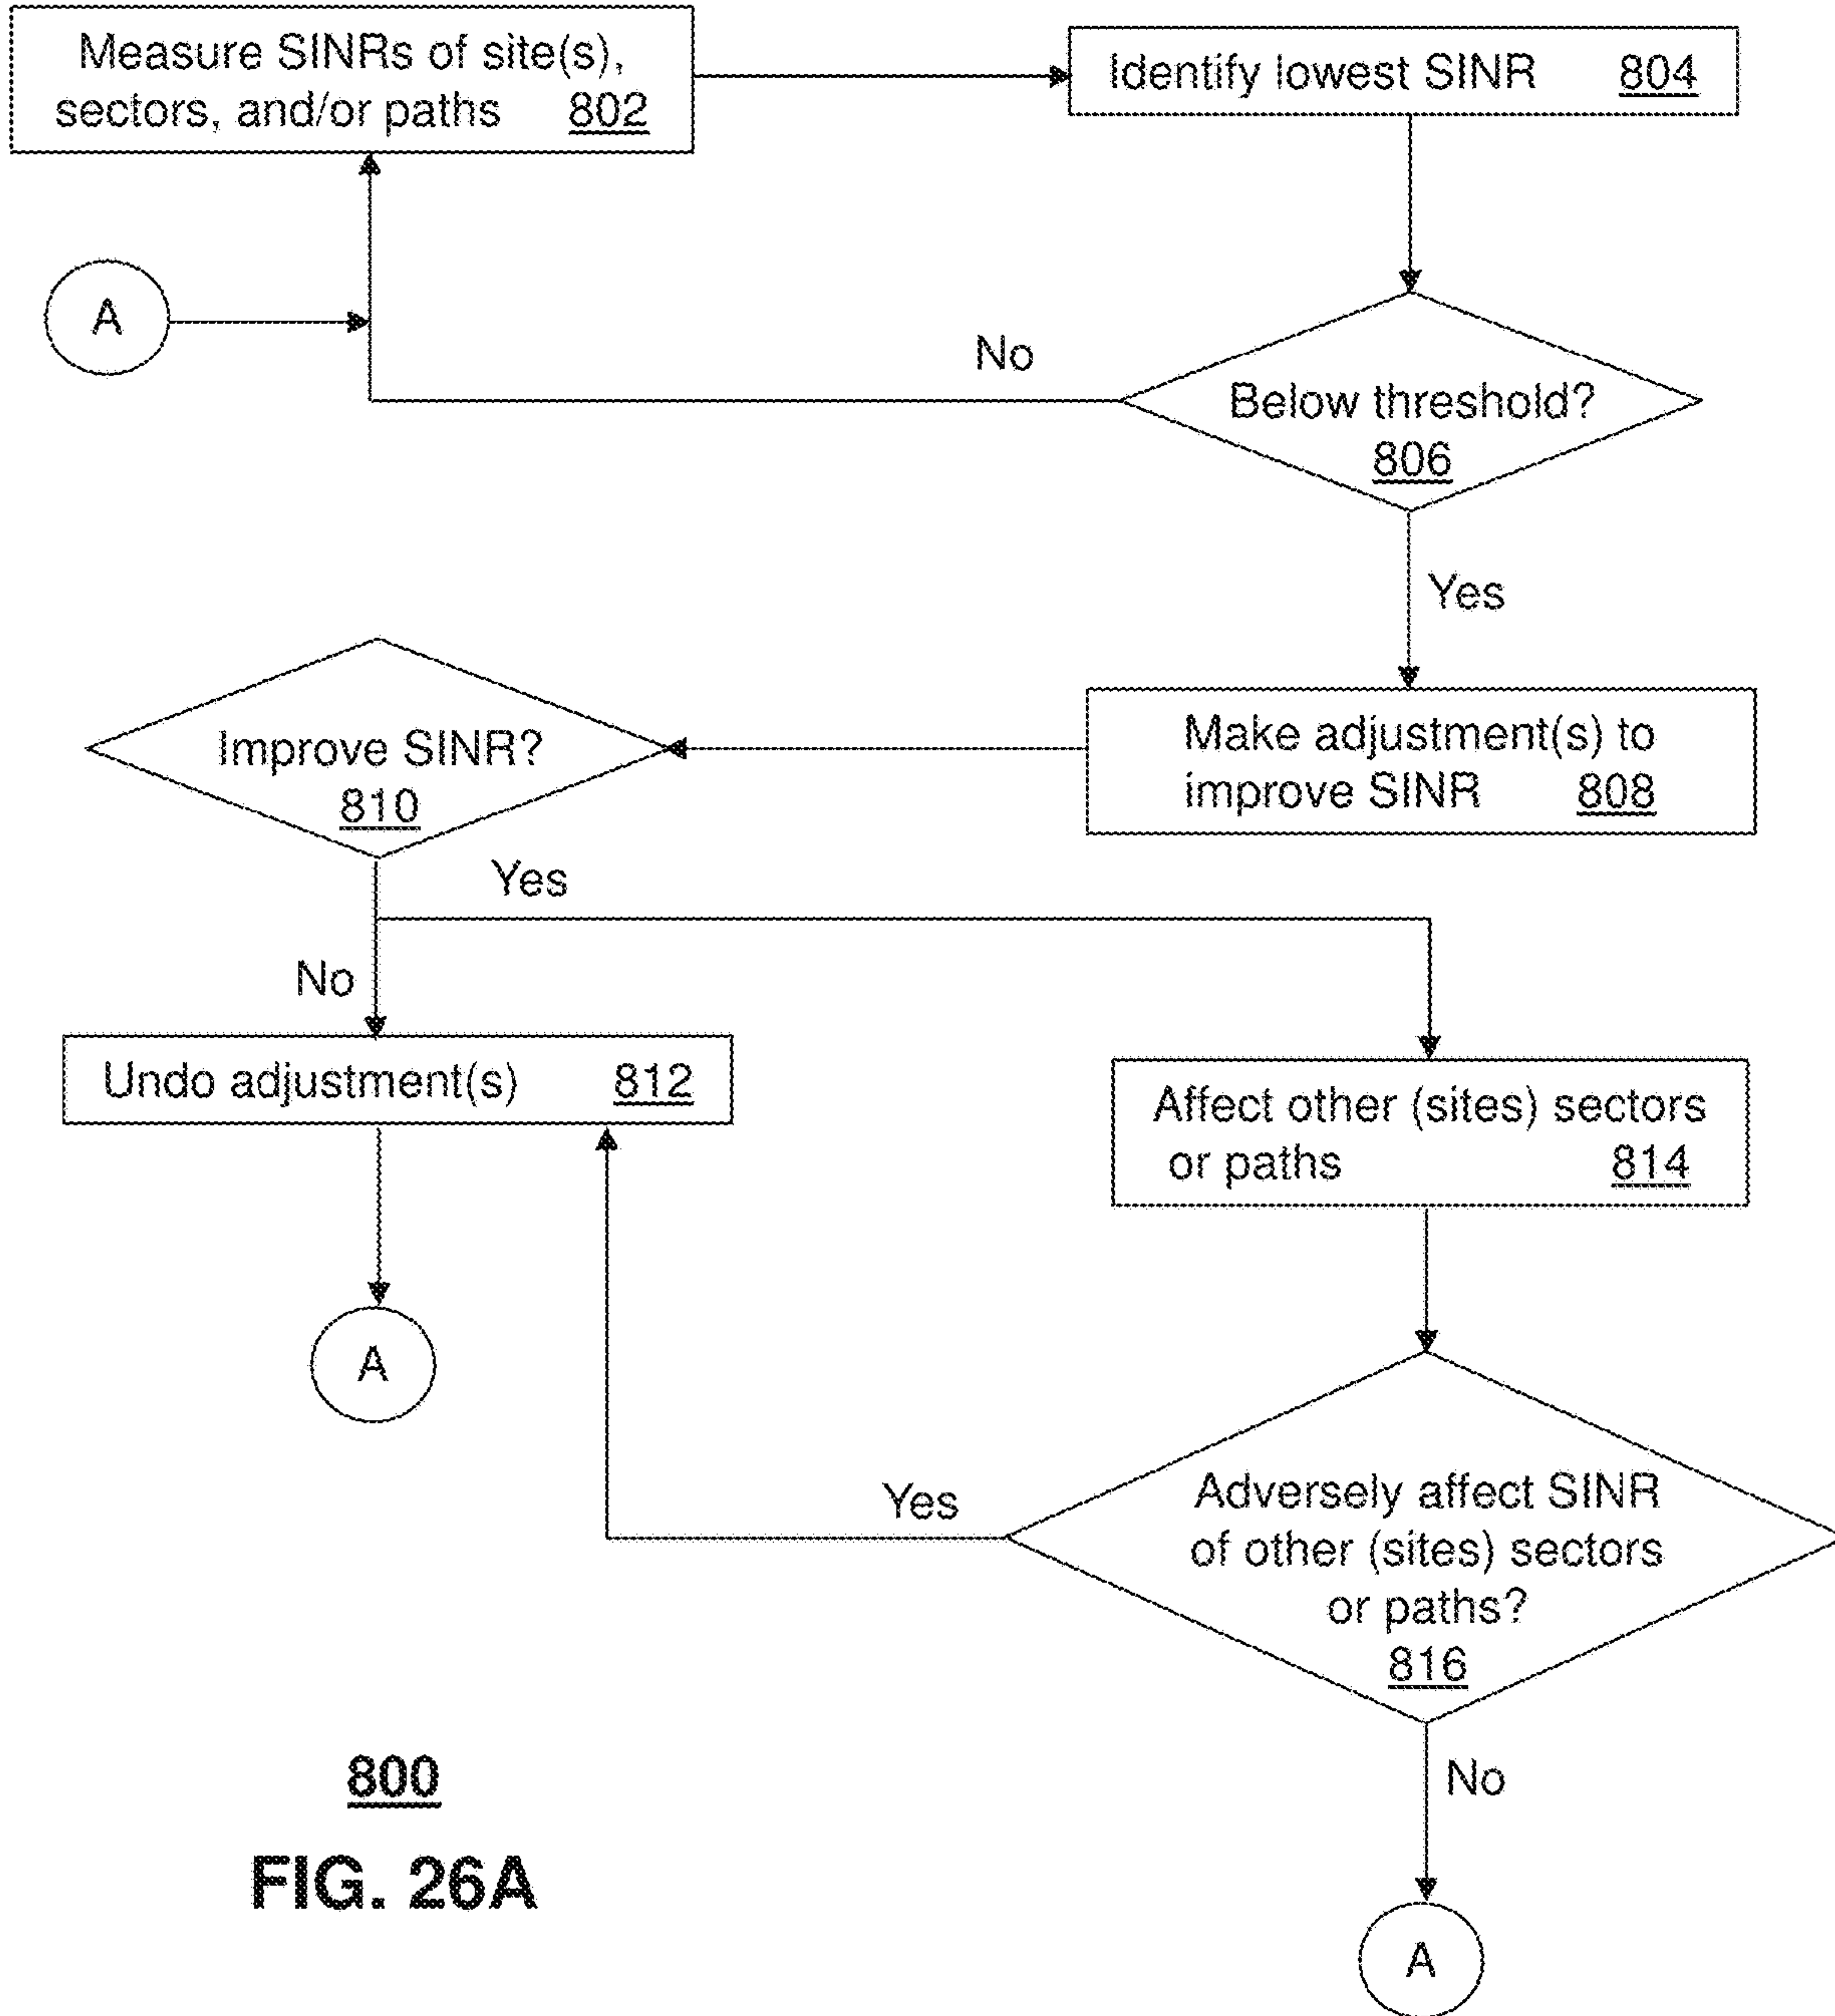 Measure SINRs of site(s),
sectors, and/or paths 802
Identify lowest SINR 804
A
No
Below threshold?
806
Yes
Improve SINR?
810
Make adjustment(s) to
improve SINR 808
Yes
No
Undo adjustment(s) 812
Affect other (sites) sectors
or paths 814
A
Yes
Adversely affect SINR
of other (sites) sectors
or paths?
816
No
800
FIG. 26A
A